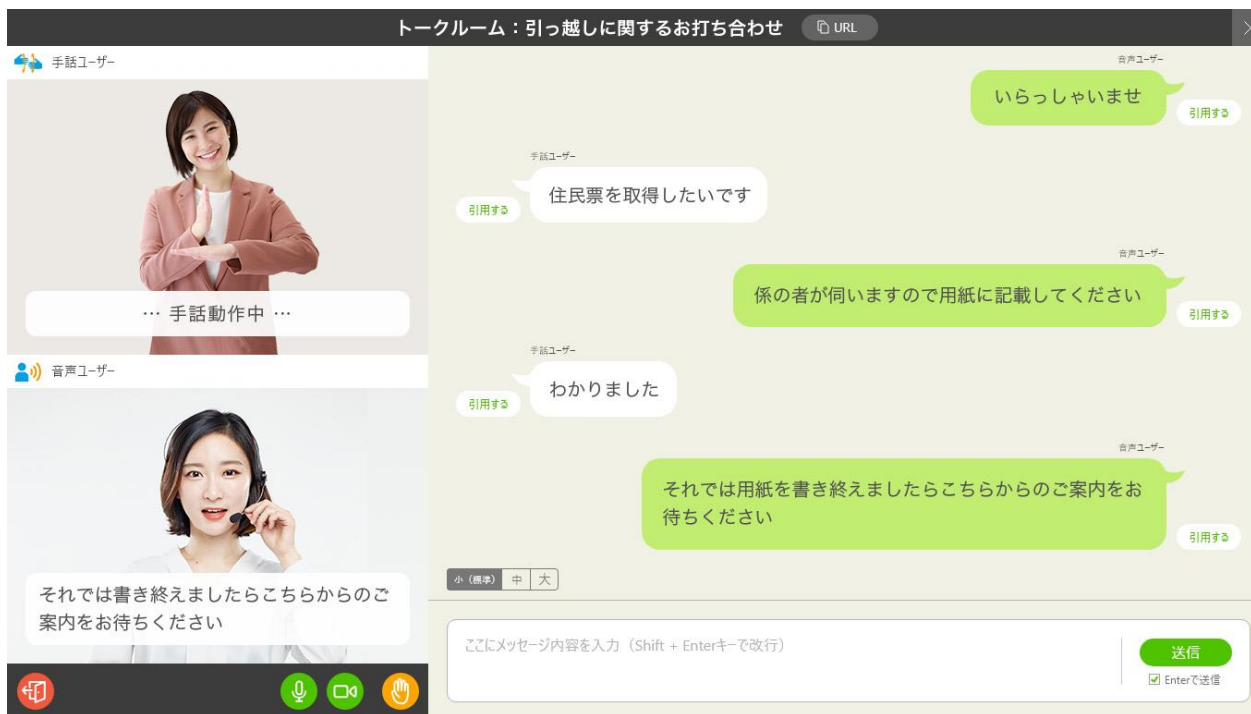 トークルーム：引っ越しに関するお打ち合わせ
URL
手話ユーザー
… 手話動作中 …
音声ユーザー
それでは書き終えましたらこちらからのご
案内をお待ちください
音声ユーザー
いらっしゃいませ
引用する
手話ユーザー
住民票を取得したいです
引用する
音声ユーザー
係の者が伺いますので用紙に記載してください
引用する
手話ユーザー
わかりました
引用する
音声ユーザー
それでは用紙を書き終えましたらこちらからのご案内をお
待ちください
引用する
小（標準） 中 大
ここにメッセージ内容を入力（Shift + Enterキーで改行）
送信
Enterで送信